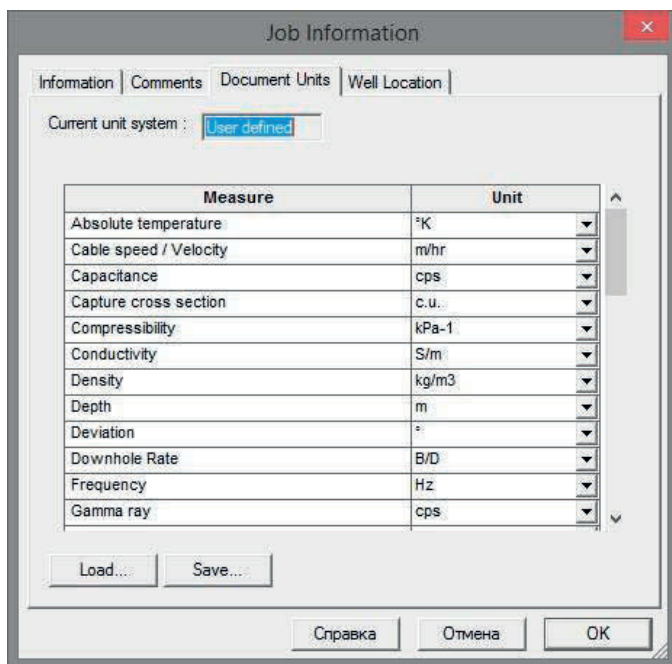 Job Information
Information Comments Document Units Well Location
Current unit system : User defined
Measure Unit
Absolute temperature °K
Cable speed / Velocity m/hr
Capacitance cps
Capture cross section c.u.
Compressibility kPa-1
Conductivity S/m
Density kg/m3
Depth m
Deviation °
Downhole Rate B/D
Frequency Hz
Gamma ray cps
Load... Save...
Справка Отмена OK